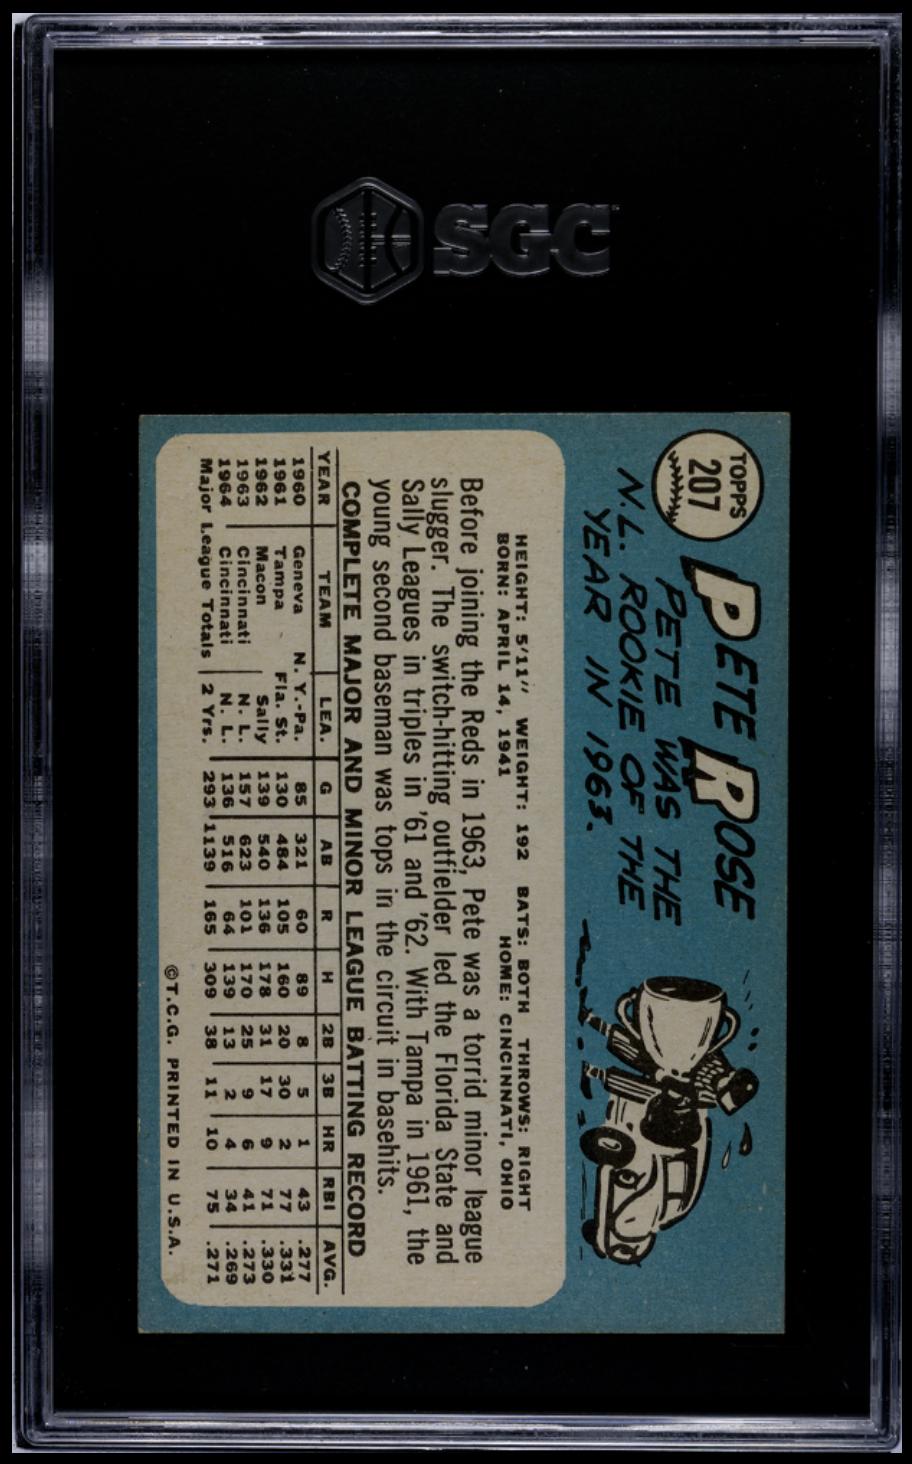 SGC
TOPPS
207
PETE ROSE
PETE WAS THE
N.L. ROOKIE OF THE
YEAR IN 1963.
HEIGHT: 5'11" WEIGHT: 192 BATS: BOTH THROWS: RIGHT
BORN: APRIL 14, 1941 HOME: CINCINNATI, OHIO
Before joining the Reds in 1963, Pete was a torrid minor league
slugger. The switch-hitting outfielder led the Florida State and
Sally Leagues in triples in '61 and '62. With Tampa in 1961, the
young second baseman was tops in the circuit in basehits.
COMPLETE MAJOR AND MINOR LEAGUE BATTING RECORD
YEAR TEAM LEA. G AB R H 2B 3B HR RBI AVG.
1960 Geneva N. Y.-Pa. 85 321 60 89 8 5 1 43 .277
1961 Tampa Fla. St. 130 484 105 160 20 30 2 77 .331
1962 Macon Sally 139 540 136 178 31 17 9 71 .330
1963 Cincinnati N. L. 157 623 101 170 25 9 6 41 .273
1964 Cincinnati N. L. 136 516 64 139 13 2 4 34 .269
Major League Totals 2 Yrs. 293 1139 165 309 38 11 10 75 .271
©T.C.G. PRINTED IN U.S.A.